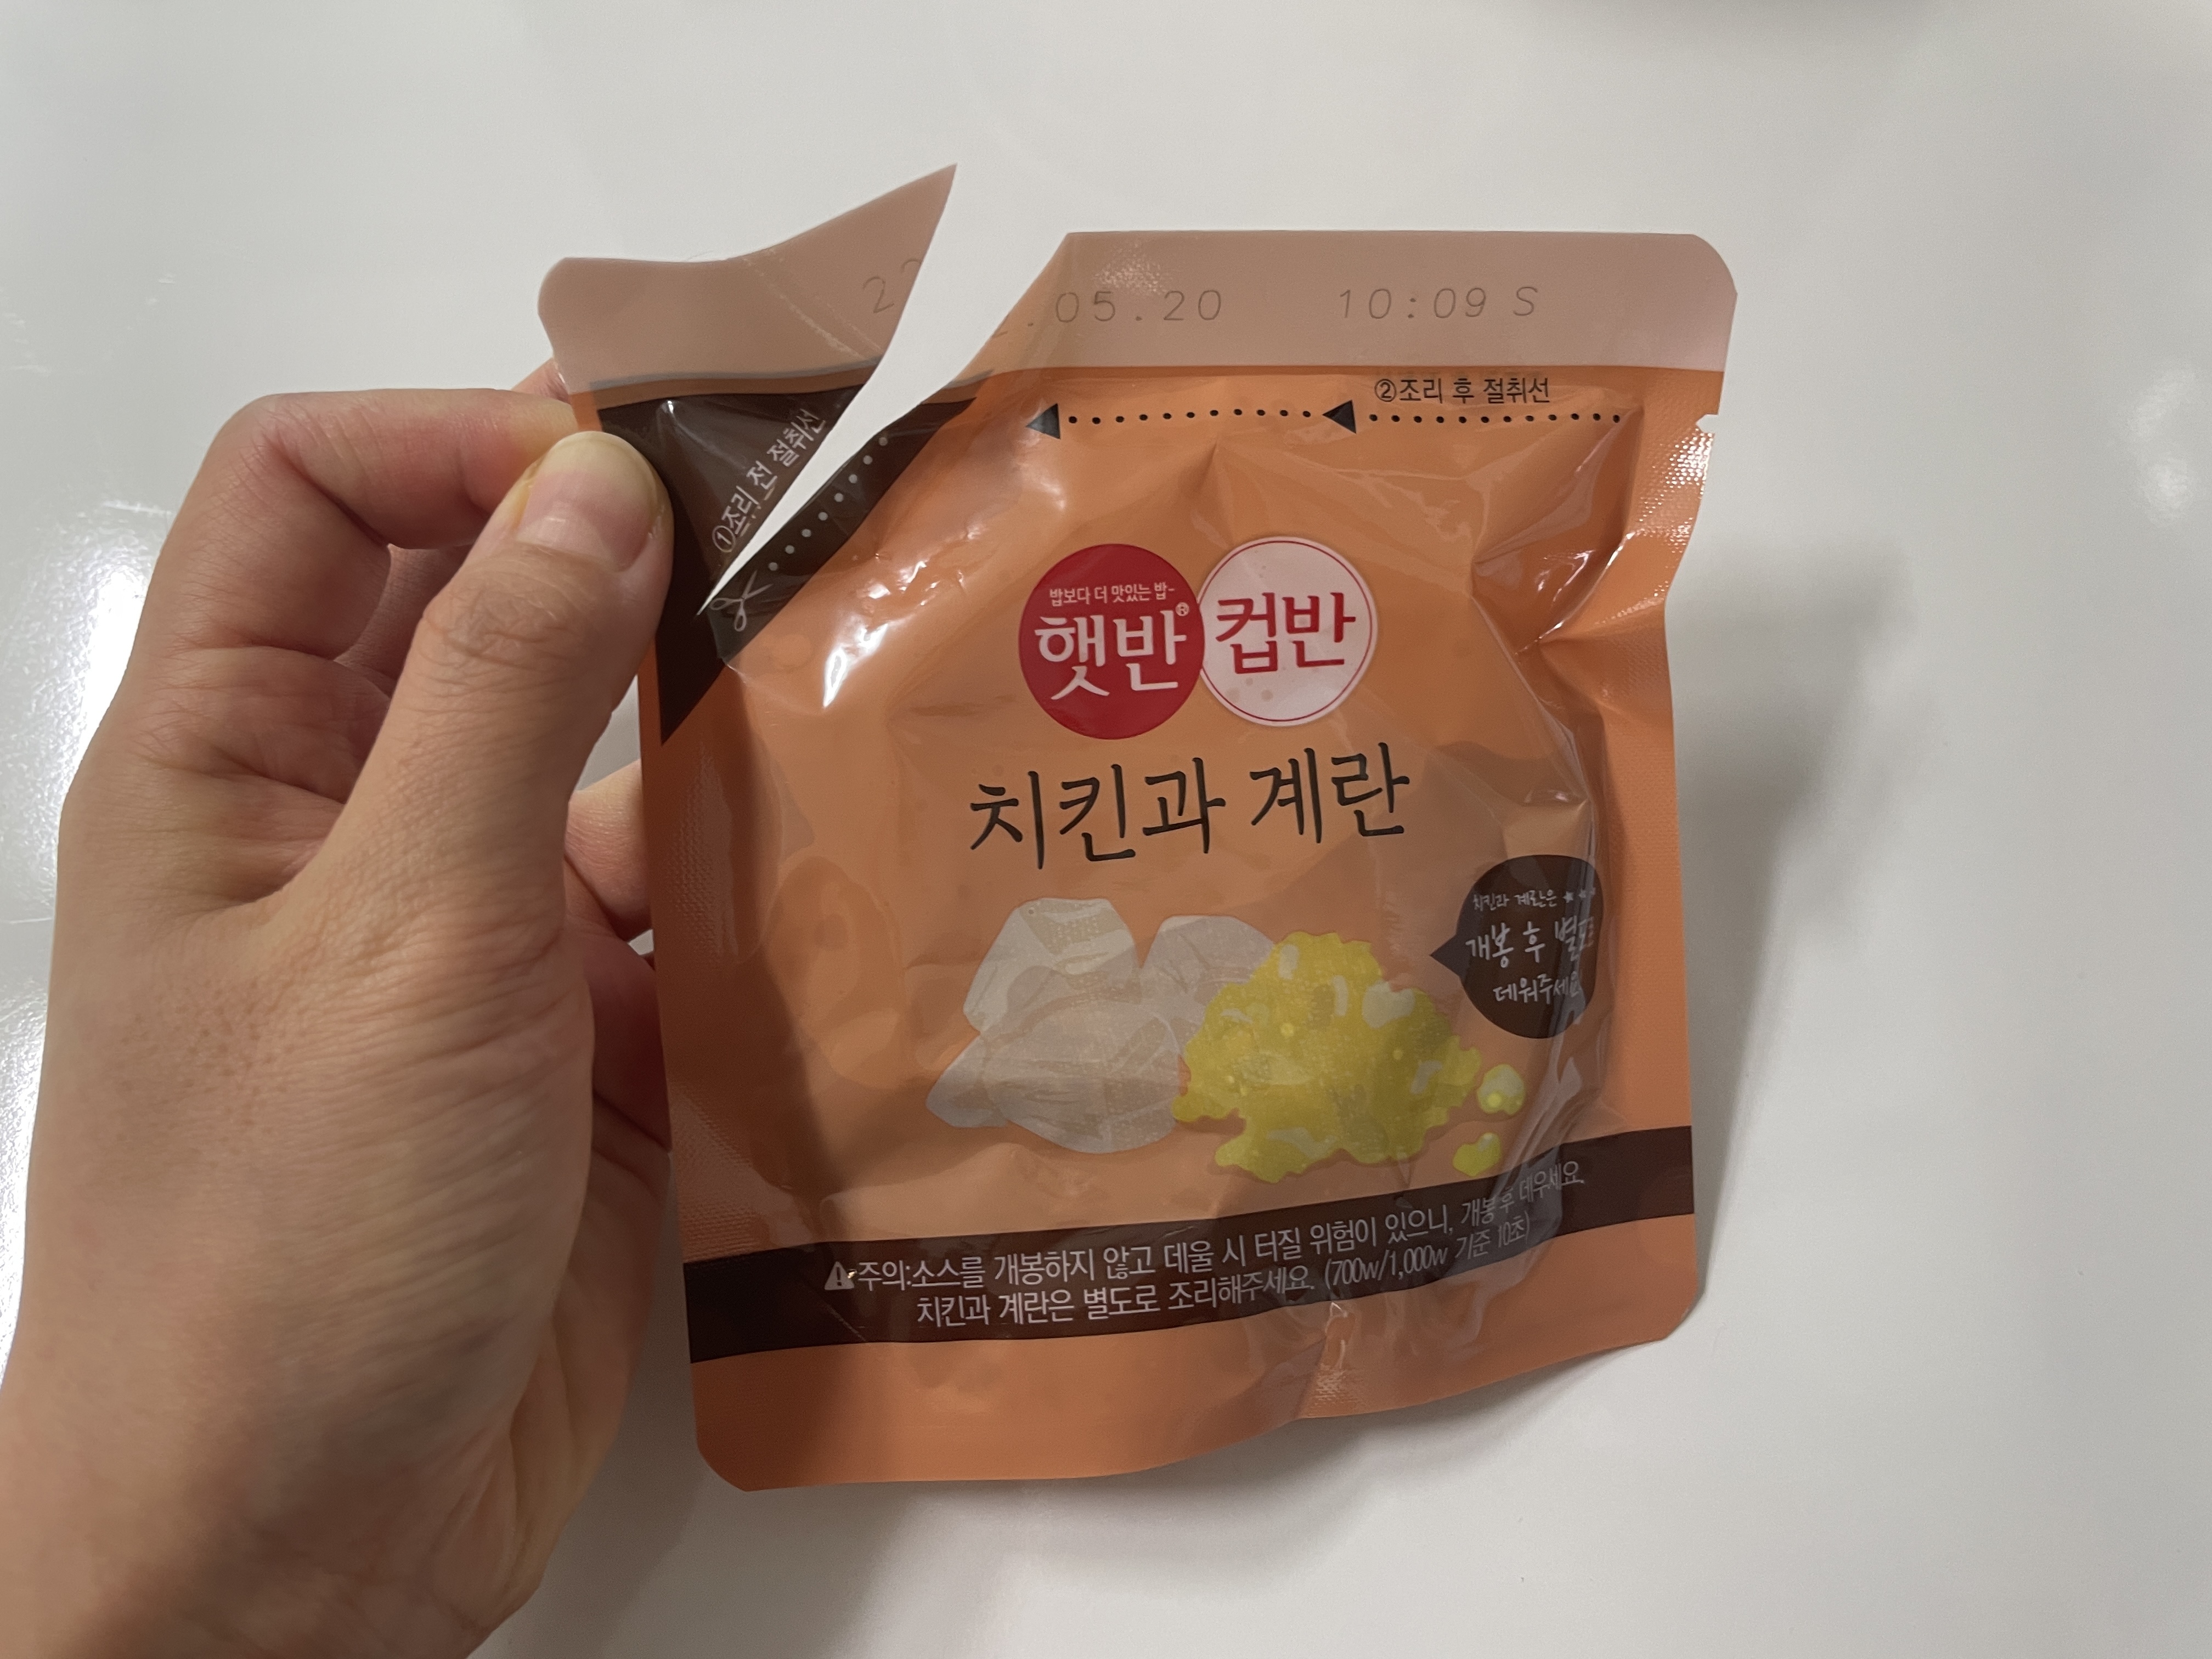 22.05.20 10:09 S
②조리 후 절취선
①조리 전 절취선
밥보다 더 맛있는 밥-
햇반® 컵반
치킨과 계란
치킨과 계란은
개봉 후 별도로
데워주세요
⚠주의:소스를 개봉하지 않고 데울 시 터질 위험이 있으니, 개봉 후 데우세요.
치킨과 계란은 별도로 조리해주세요. (700w/1,000w 기준 10초)